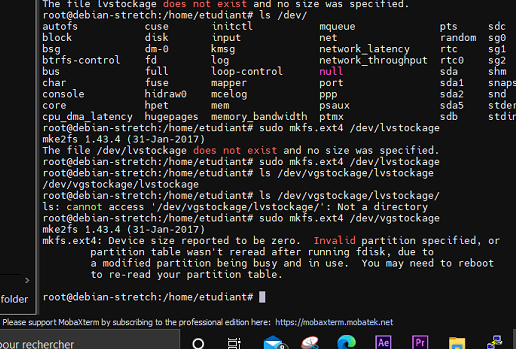 The file lvstockage does not exist and no size was specified.
root@debian-stretch:/home/etudiant# ls /dev/
autofs cuse initctl mqueue pts sdc
block disk input net random sg0
bsg dm-0 kmsg network_latency rtc sg1
btrfs-control fd log network_throughput rtc0 sg2
bus full loop-control null sda shm
char fuse mapper port sda1 snaps
console hidraw0 mcelog ppp sda2 snd
core hpet mem psaux sda5 stder
cpu_dma_latency hugepages memory_bandwidth ptmx sdb stdin
root@debian-stretch:/home/etudiant# sudo mkfs.ext4 /dev/lvstockage
mke2fs 1.43.4 (31-Jan-2017)
The file /dev/lvstockage does not exist and no size was specified.
root@debian-stretch:/home/etudiant# sudo mkfs.ext4 /dev/lvstockage
root@debian-stretch:/home/etudiant# ls /dev/vgstockage/lvstockage
/dev/vgstockage/lvstockage
root@debian-stretch:/home/etudiant# ls /dev/vgstockage/lvstockage/
ls: cannot access '/dev/vgstockage/lvstockage/': Not a directory
root@debian-stretch:/home/etudiant# sudo mkfs.ext4 /dev/vgstockage
mke2fs 1.43.4 (31-Jan-2017)
mkfs.ext4: Device size reported to be zero. Invalid partition specified, or
partition table wasn't reread after running fdisk, due to
a modified partition being busy and in use. You may need to reboot
to re-read your partition table.
root@debian-stretch:/home/etudiant#
folder
Please support MobaXterm by subscribing to the professional edition here: https://mobaxterm.mobatek.net
pour rechercher
Ae
Pr